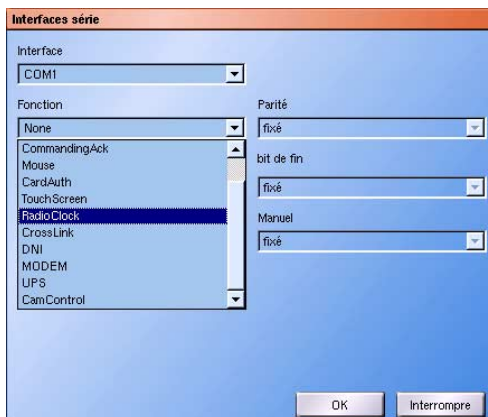 Interfaces série
Interface
COM1
Fonction
None
CommandingAck
Mouse
CardAuth
TouchScreen
RadioClock
CrossLink
DNI
MODEM
UPS
CamControl
Parité
fixé
bit de fin
fixé
Manuel
fixé
OK
Interrompre